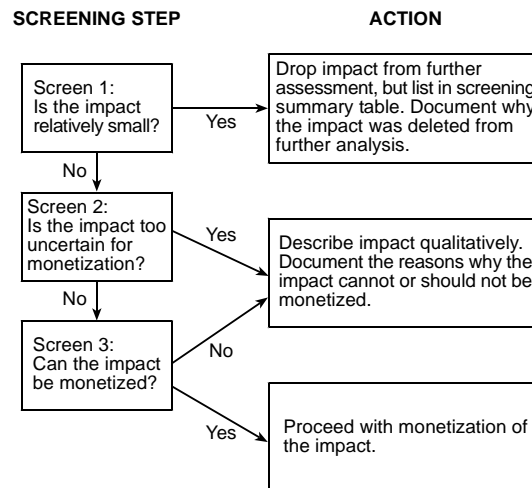 SCREENING STEP
ACTION
Screen 1:
Is the impact
relatively small?
Yes
Drop impact from further
assessment, but list in screening
summary table. Document why
the impact was deleted from
further analysis.
No
Screen 2:
Is the impact too
uncertain for
monetization?
Yes
Describe impact qualitatively.
Document the reasons why the
impact cannot or should not be
monetized.
No
Screen 3:
Can the impact
be monetized?
No
Yes
Proceed with monetization of
the impact.